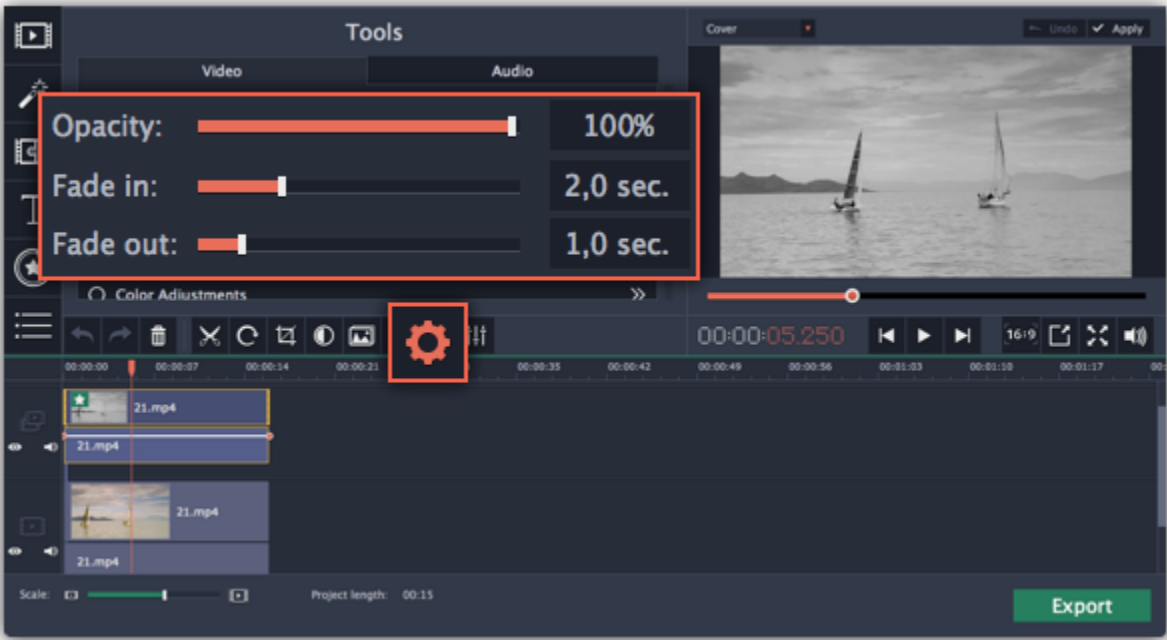 Tools
Cover
Undo
Apply
Video
Audio
Opacity:
100%
Fade in:
2,0 sec.
Fade out:
1,0 sec.
Color Adjustments
00:00:05.250
16:9
00:00:00
00:00:07
00:00:14
00:00:21
00:00:35
00:00:42
00:00:49
00:00:56
00:01:03
00:01:10
00:01:17
21.mp4
21.mp4
21.mp4
21.mp4
Scale:
Project length: 00:15
Export